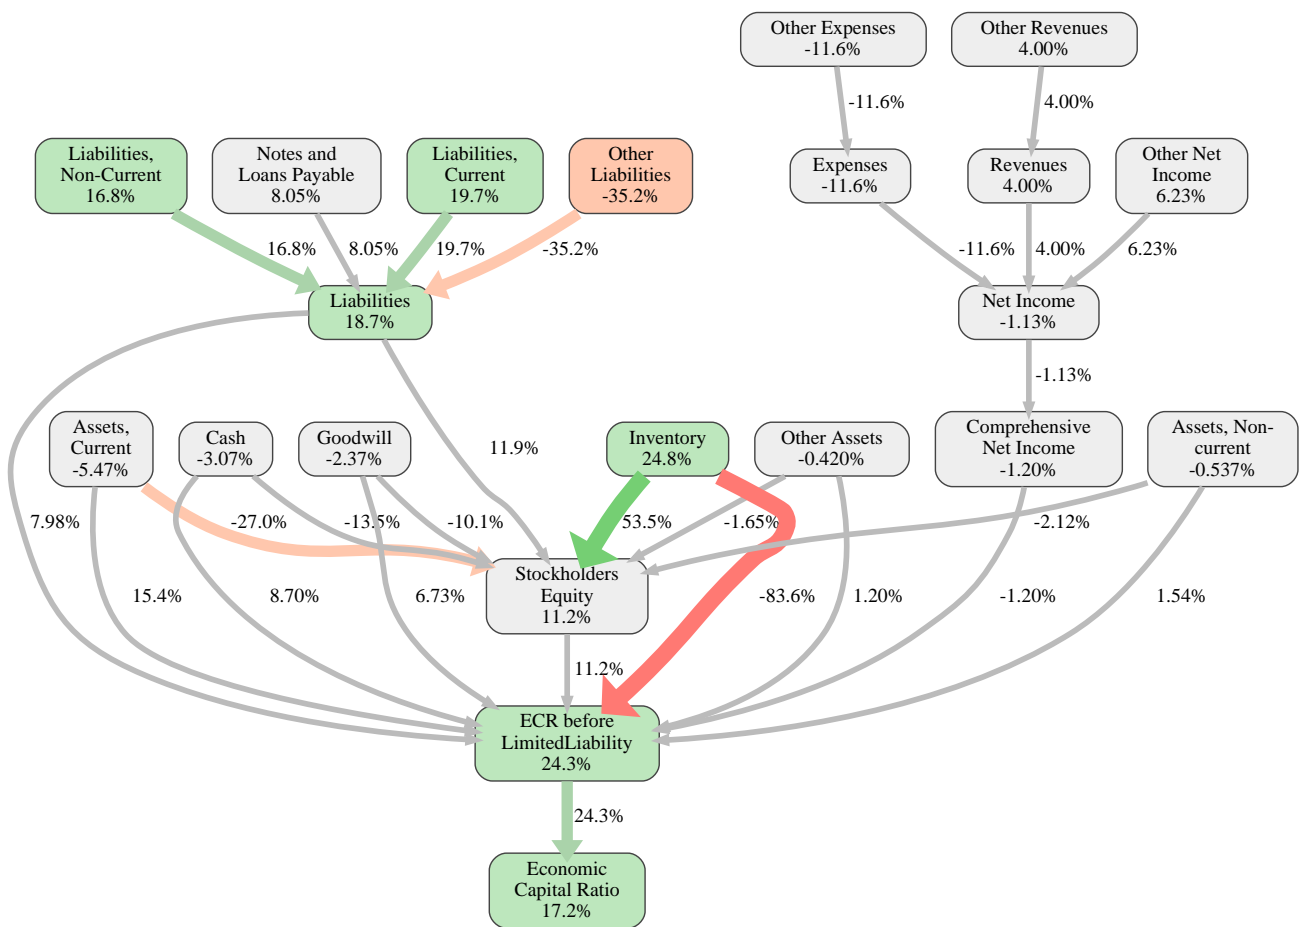 Other Expenses
-11.6%
Other Revenues
4.00%
-11.6%
4.00%
Liabilities,
Non-Current
16.8%
Notes and
Loans Payable
8.05%
Liabilities,
Current
19.7%
Other
Liabilities
-35.2%
Expenses
-11.6%
Revenues
4.00%
Other Net
Income
6.23%
16.8%
8.05%
19.7%
-35.2%
-11.6%
4.00%
6.23%
Liabilities
18.7%
Net Income
-1.13%
-1.13%
Assets,
Current
-5.47%
Cash
-3.07%
Goodwill
-2.37%
11.9%
Inventory
24.8%
Other Assets
-0.420%
Comprehensive
Net Income
-1.20%
Assets, Non-
current
-0.537%
7.98%
-27.0%
-13.5%
-10.1%
53.5%
-1.65%
-2.12%
Stockholders
Equity
11.2%
15.4%
8.70%
6.73%
-83.6%
1.20%
-1.20%
1.54%
11.2%
ECR before
LimitedLiability
24.3%
24.3%
Economic
Capital Ratio
17.2%